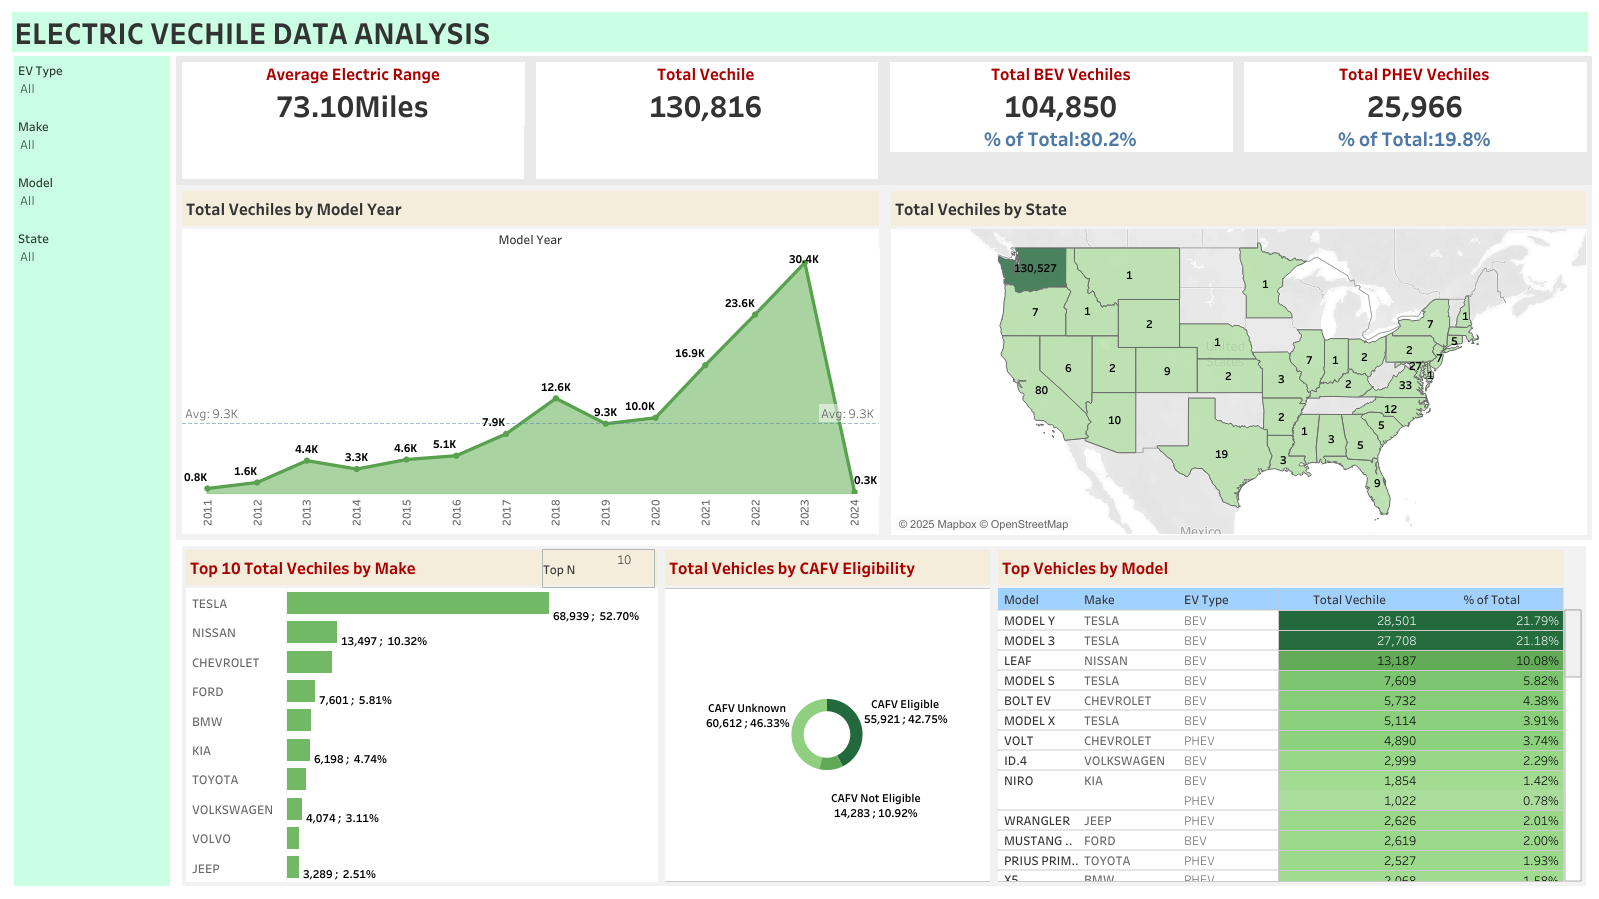 ELECTRIC VECHILE DATA ANALYSIS
EV Type
All
Make
All
Model
All
State
All
Average Electric Range
73.10Miles
Total Vechile
130,816
Total BEV Vechiles
104,850
% of Total:80.2%
Total PHEV Vechiles
25,966
% of Total:19.8%
Total Vechiles by Model Year
Model Year
0.8K
1.6K
4.4K
3.3K
4.6K
5.1K
7.9K
12.6K
9.3K
10.0K
16.9K
23.6K
30.4K
0.3K
Avg: 9.3K
Avg: 9.3K
2011
2012
2013
2014
2015
2016
2017
2018
2019
2020
2021
2022
2023
2024
Total Vechiles by State
130,527
1
1
7
1
2
7
1
1
5
2
7
27
1
6
2
9
2
3
7
1
2
2
33
80
10
12
2
5
1
3
5
19
3
9
United
States
Mexico
© 2025 Mapbox © OpenStreetMap
Top 10 Total Vechiles by Make
Top N
10
TESLA
68,939 ; 52.70%
NISSAN
13,497 ; 10.32%
CHEVROLET
FORD
7,601 ; 5.81%
BMW
KIA
6,198 ; 4.74%
TOYOTA
VOLKSWAGEN
4,074 ; 3.11%
VOLVO
JEEP
3,289 ; 2.51%
Total Vehicles by CAFV Eligibility
CAFV Unknown
60,612 ; 46.33%
CAFV Eligible
55,921 ; 42.75%
CAFV Not Eligible
14,283 ; 10.92%
Top Vehicles by Model
Model Make EV Type Total Vechile % of Total
MODEL Y TESLA BEV 28,501 21.79%
MODEL 3 TESLA BEV 27,708 21.18%
LEAF NISSAN BEV 13,187 10.08%
MODEL S TESLA BEV 7,609 5.82%
BOLT EV CHEVROLET BEV 5,732 4.38%
MODEL X TESLA BEV 5,114 3.91%
VOLT CHEVROLET PHEV 4,890 3.74%
ID.4 VOLKSWAGEN BEV 2,999 2.29%
NIRO KIA BEV 1,854 1.42%
PHEV 1,022 0.78%
WRANGLER JEEP PHEV 2,626 2.01%
MUSTANG .. FORD BEV 2,619 2.00%
PRIUS PRIM.. TOYOTA PHEV 2,527 1.93%
X5 BMW PHEV 2,068 1.58%